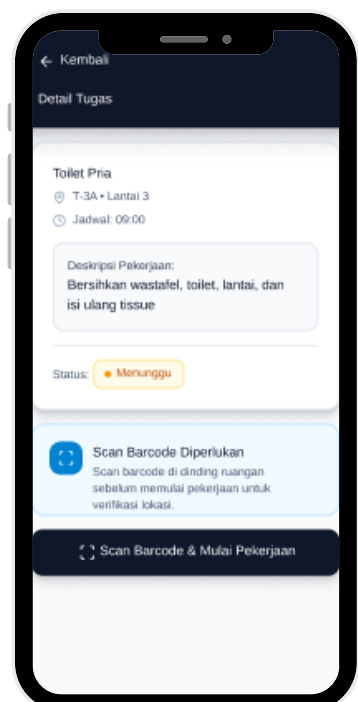 ← Kembali
Detail Tugas
Toilet Pria
T-3A • Lantai 3
Jadwal: 09:00
Deskripsi Pekerjaan:
Bersihkan wastafel, toilet, lantai, dan
isi ulang tissue
Status: Menunggu
Scan Barcode Diperlukan
Scan barcode di dinding ruangan
sebelum memulai pekerjaan untuk
verifikasi lokasi.
Scan Barcode & Mulai Pekerjaan